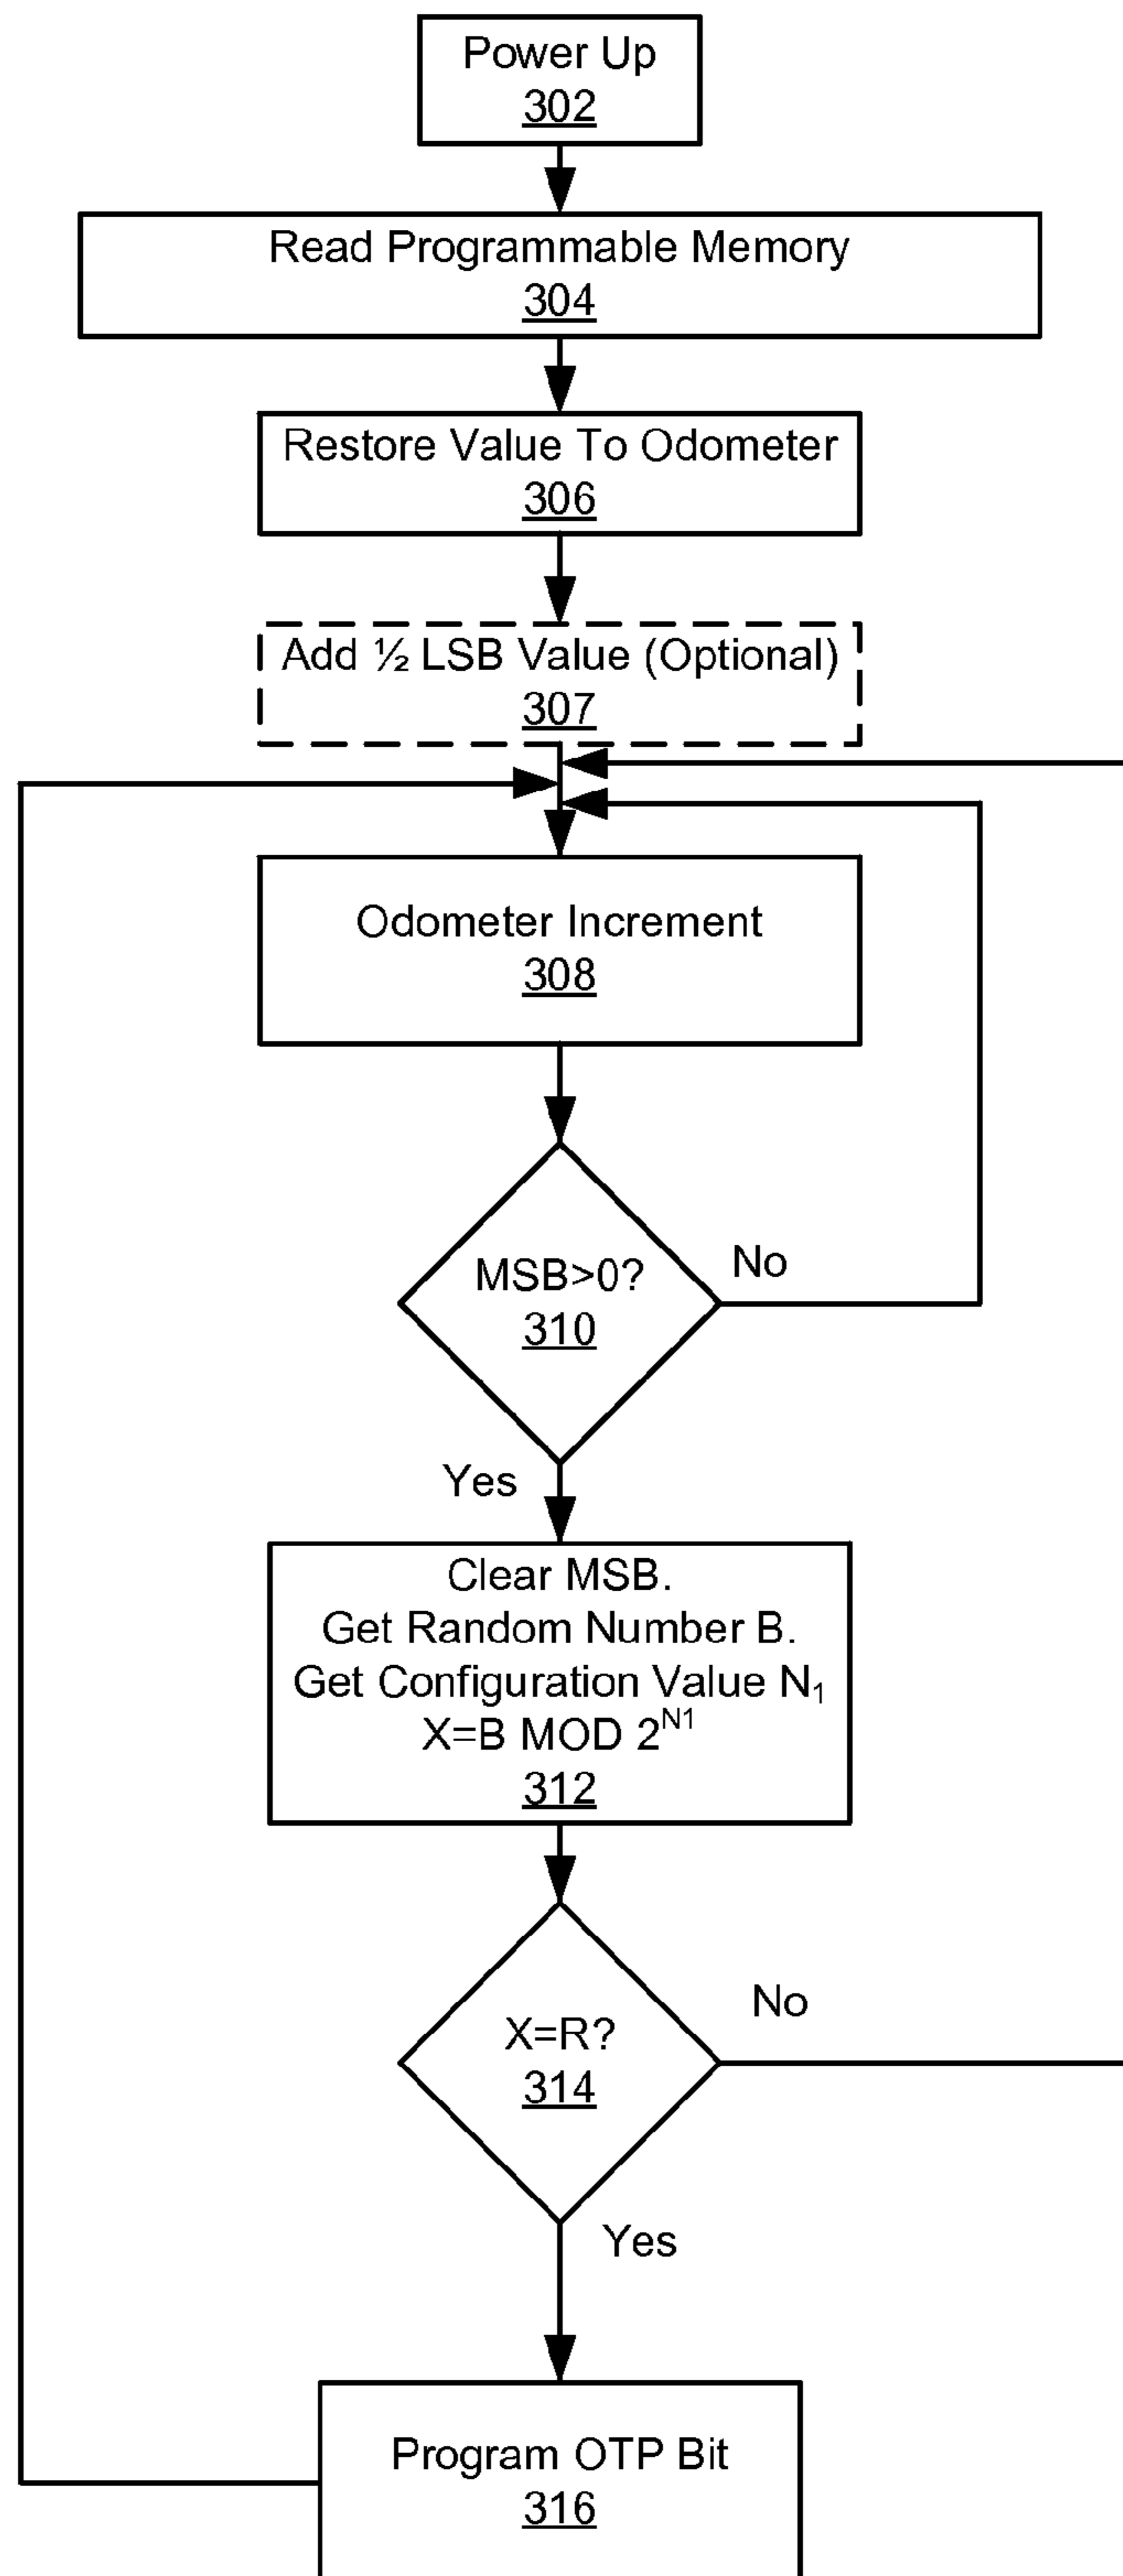 Power Up
302
Read Programmable Memory
304
Restore Value To Odometer
306
Add ½ LSB Value (Optional)
307
Odometer Increment
308
MSB>0?
310
No
Yes
Clear MSB.
Get Random Number B.
Get Configuration Value N₁
X=B MOD 2^N1
312
X=R?
314
No
Yes
Program OTP Bit
316